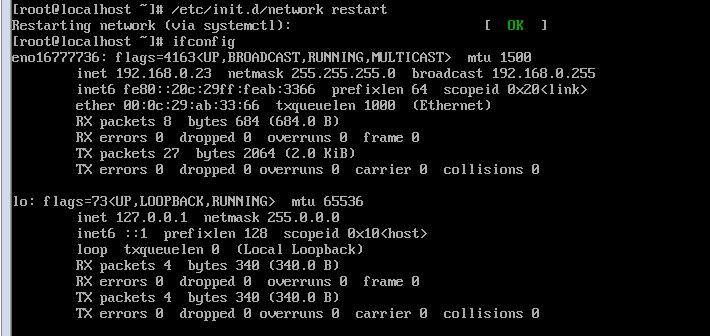 [root@localhost ~]# /etc/init.d/network restart
Restarting network (via systemctl):                        [  OK  ]
[root@localhost ~]# ifconfig
eno16777736: flags=4163<UP,BROADCAST,RUNNING,MULTICAST>  mtu 1500
        inet 192.168.0.23  netmask 255.255.255.0  broadcast 192.168.0.255
        inet6 fe80::20c:29ff:feab:3366  prefixlen 64  scopeid 0x20<link>
        ether 00:0c:29:ab:33:66  txqueuelen 1000  (Ethernet)
        RX packets 8  bytes 684 (684.0 B)
        RX errors 0  dropped 0  overruns 0  frame 0
        TX packets 27  bytes 2064 (2.0 KiB)
        TX errors 0  dropped 0 overruns 0  carrier 0  collisions 0

lo: flags=73<UP,LOOPBACK,RUNNING>  mtu 65536
        inet 127.0.0.1  netmask 255.0.0.0
        inet6 ::1  prefixlen 128  scopeid 0x10<host>
        loop  txqueuelen 0  (Local Loopback)
        RX packets 4  bytes 340 (340.0 B)
        RX errors 0  dropped 0  overruns 0  frame 0
        TX packets 4  bytes 340 (340.0 B)
        TX errors 0  dropped 0 overruns 0  carrier 0  collisions 0